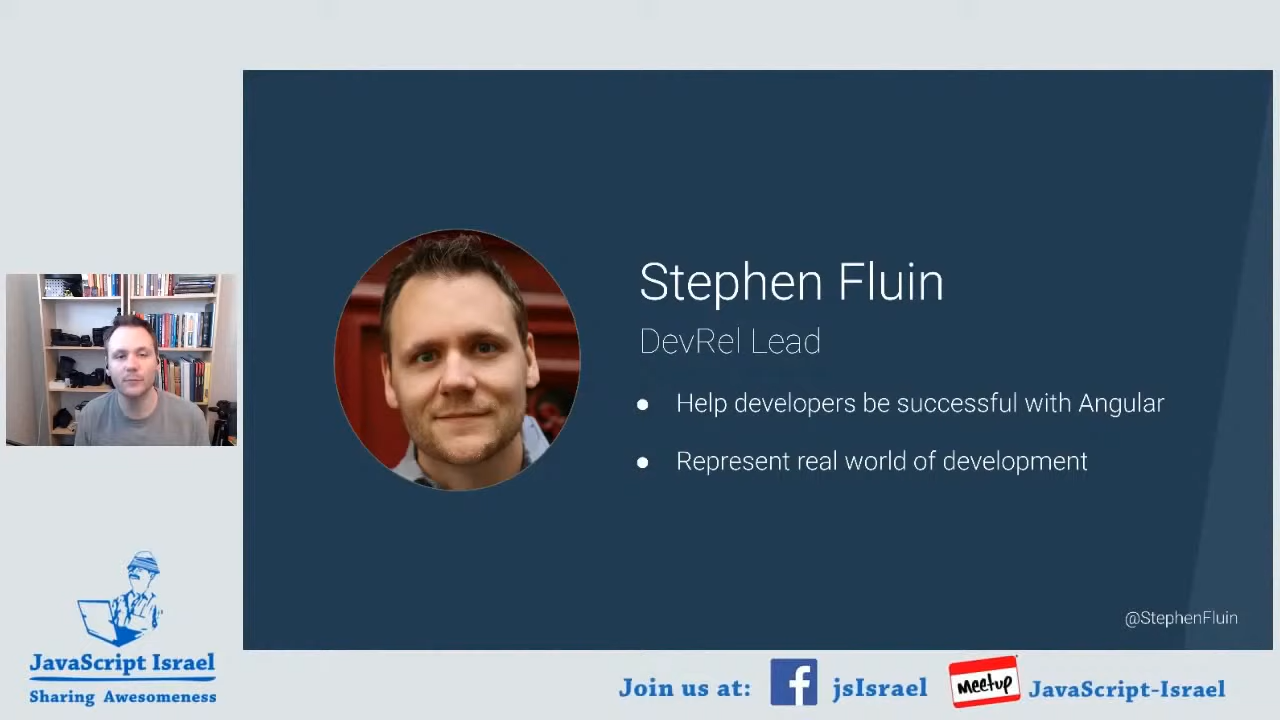 Stephen Fluin
DevRel Lead
● Help developers be successful with Angular
● Represent real world of development
@StephenFluin
JavaScript Israel
Sharing Awesomeness
Join us at: f jsIsrael Meetup JavaScript-Israel